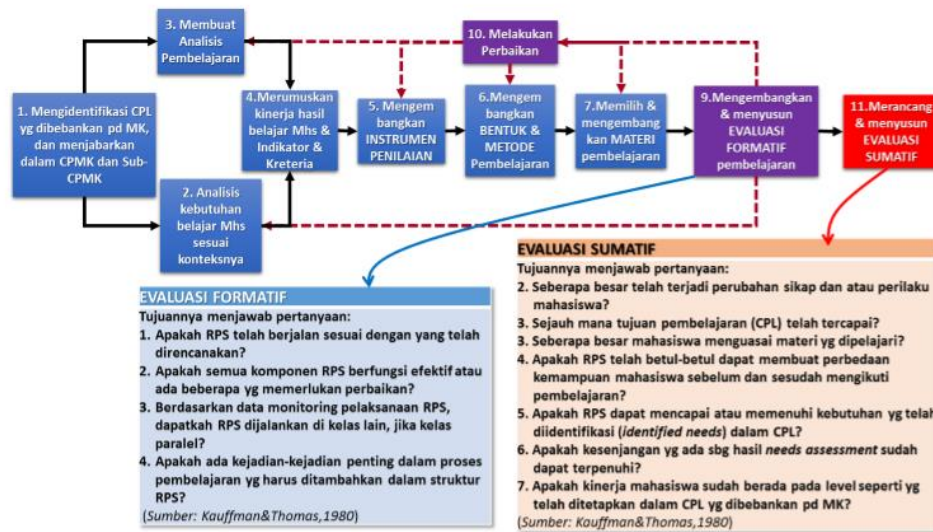 3. Membuat
Analisis
Pembelajaran
10. Melakukan
Perbaikan
1. Mengidentifikasi CPL
yg dibebankan pd MK,
dan menjabarkan
dalam CPMK dan Sub-
CPMK
4.Merumuskan
kinerja hasil
belajar Mhs &
Indikator &
Kreteria
5. Mengem
bangkan
INSTRUMEN
PENILAIAN
6.Mengem
bangkan
BENTUK &
METODE
Pembelajaran
7.Memilih &
mengembang
kan MATERI
pembelajaran
9.Mengembangkan
& menyusun
EVALUASI
FORMATIF
pembelajaran
11.Merancang
& menyusun
EVALUASI
SUMATIF
2. Analisis
kebutuhan
belajar Mhs
sesuai
konteksnya
EVALUASI FORMATIF
Tujuannya menjawab pertanyaan:
1. Apakah RPS telah berjalan sesuai dengan yang telah
direncanakan?
2. Apakah semua komponen RPS berfungsi efektif atau
ada beberapa yg memerlukan perbaikan?
3. Berdasarkan data monitoring pelaksanaan RPS,
dapatkah RPS dijalankan di kelas lain, jika kelas
paralel?
4. Apakah ada kejadian-kejadian penting dalam proses
pembelajaran yg harus ditambahkan dalam struktur
RPS?
(Sumber: Kauffman&Thomas,1980)
EVALUASI SUMATIF
Tujuannya menjawab pertanyaan:
2. Seberapa besar telah terjadi perubahan sikap dan atau perilaku
mahasiswa?
3. Sejauh mana tujuan pembelajaran (CPL) telah tercapai?
3. Seberapa besar mahasiswa menguasai materi yg dipelajari?
4. Apakah RPS telah betul-betul dapat membuat perbedaan
kemampuan mahasiswa sebelum dan sesudah mengikuti
pembelajaran?
5. Apakah RPS dapat mencapai atau memenuhi kebutuhan yg telah
diidentifikasi (identified needs) dalam CPL?
6. Apakah kesenjangan yg ada sbg hasil needs assessment sudah
dapat terpenuhi?
7. Apakah kinerja mahasiswa sudah berada pada level seperti yg
telah ditetapkan dalam CPL yg dibebankan pd MK?
(Sumber: Kauffman&Thomas,1980)